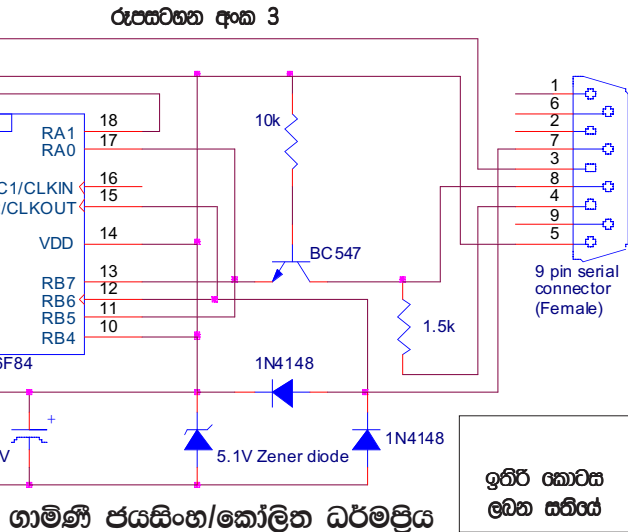 රූපසටහන අංක 3
1
6
2
7
3
8
4
9
5
9 pin serial
connector
(Female)
10k
BC547
1.5k
RA1
18
RA0
17
C1/CLKIN
16
/CLKOUT
15
VDD
14
RB7
13
RB6
12
RB5
11
RB4
10
6F84
1N4148
+
V
5.1V Zener diode
1N4148
ඉතිරි කොටස
ලබන සතියේ
ගාමිණී ජයසිංහ/කෝලිත ධර්මප්‍රිය